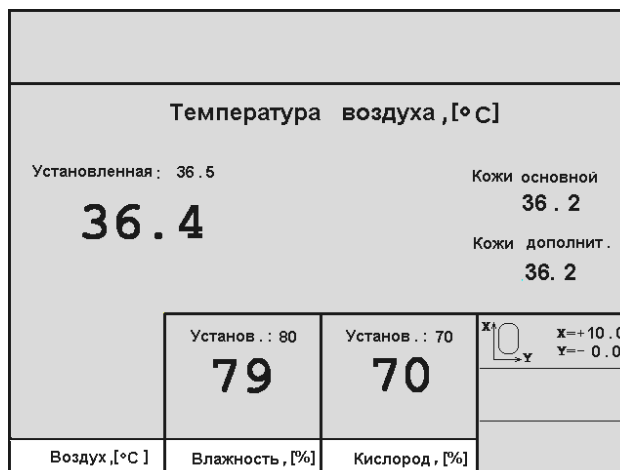 Температура воздуха,[°C]
Установленная: 36.5
36.4
Кожи основной
36.2
Кожи дополнит.
36.2
Установ.: 80
79
Установ.: 70
70
X
Y
X=+10.0
Y=- 0.0
Воздух,[°C]
Влажность,[%]
Кислород,[%]